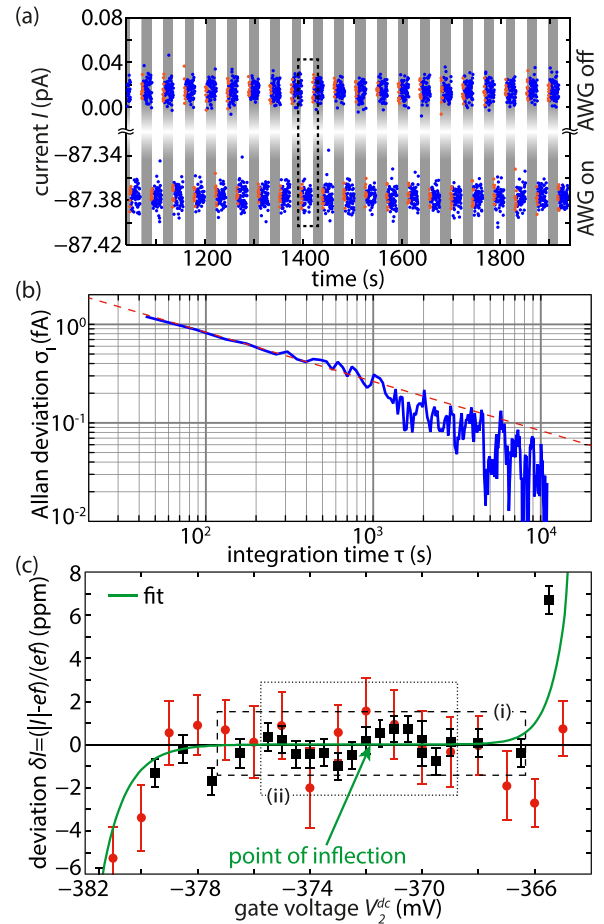 (a)
current I (pA)
0.08
0.04
0.00
−87.34
−87.38
−87.42
AWG off
AWG on
1200 1400 1600 1800
time (s)
(b)
Allan deviation σI (fA)
10^0
10^-1
10^-2
10^2 10^3 10^4
integration time τ (s)
(c)
deviation δI=(|I|-ef)/(ef) (ppm)
8
6
4
2
0
−2
−4
−6
fit
(i)
(ii)
point of inflection
−382 −378 −374 −370 −366
gate voltage V2^dc (mV)